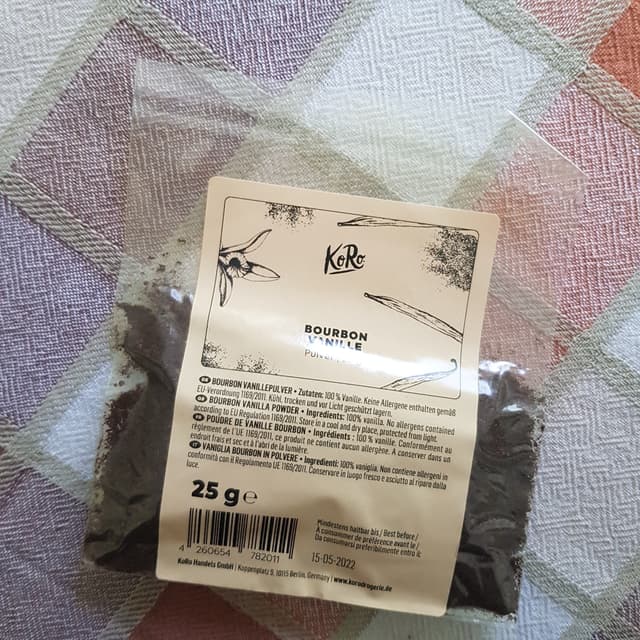 KoRo
BOURBON
VANILLE
BOURBON VANILLEPULVER • Zutaten: 100 % Vanille. Keine Allergene enthalten gemäß
EU-Verordnung 1169/2011. Kühl, trocken und vor Licht geschützt lagern.
BOURBON VANILLA POWDER • Ingredients: 100% vanilla. No allergens contained
according to EU Regulation 1169/2011. Store in a cool and dry place, protected from light.
POUDRE DE VANILLE BOURBON • Ingrédients : 100 % vanille. Conformément au
règlement de l'UE 1169/2011, ce produit ne contient aucun allergène. A conserver dans un
endroit frais et sec et à l'abri de la lumière.
VANIGLIA BOURBON IN POLVERE • Ingredienti: 100% vaniglia. Non contiene allergeni in
conformità con il Regolamento UE 1169/2011. Conservare in luogo fresco e asciutto al riparo dalla
luce.
25 g e
Mindestens haltbar bis / Best before /
A consommer de préférence avant le /
Da consumarsi preferibilmente entro il:
15-05-2022
4 260654 782011
KoRo Handels GmbH | Koppenplatz 9, 10115 Berlin, Germany | www.korodrogerie.de